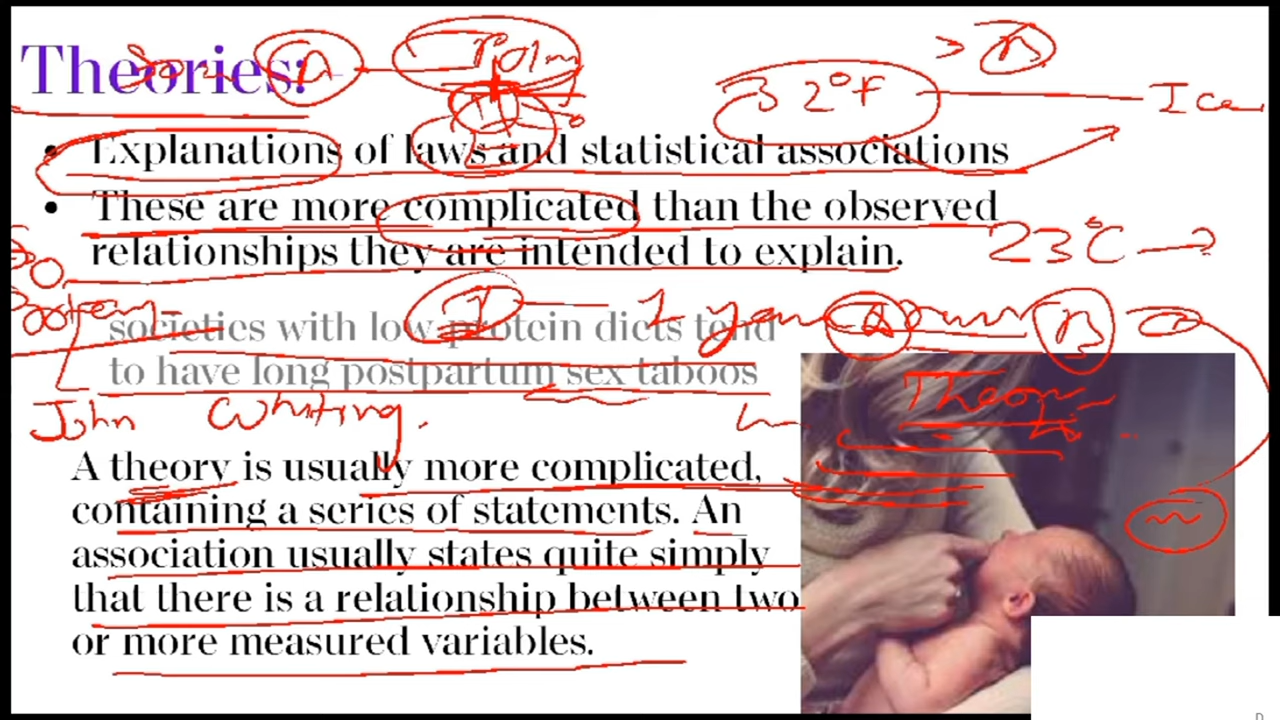 Theories:
32°F Ice
B
• Explanations of laws and statistical associations
• These are more complicated than the observed
relationships they are intended to explain.
23°C — ?
societies with low protein diets tend
to have long postpartum sex taboos
B
John Whiting.
Theory
A theory is usually more complicated,
containing a series of statements. An
association usually states quite simply
that there is a relationship between two
or more measured variables.